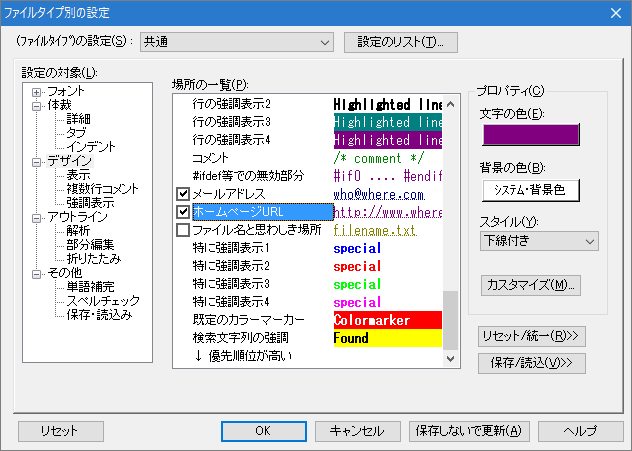 ファイルタイプ別の設定
(ﾌｧｲﾙﾀｲﾌﾟ)の設定(S): 共通 設定のリスト(T)...
設定の対象(L):
フォント
体裁
詳細
タブ
インデント
デザイン
表示
複数行コメント
強調表示
アウトライン
解析
部分編集
折りたたみ
その他
単語補完
スペルチェック
保存・読込み
場所の一覧(P):
行の強調表示2 Highlighted line
行の強調表示3 Highlighted line
行の強調表示4 Highlighted line
コメント /* comment */
#ifdef等での無効部分 #if0 .... #endif
メールアドレス who@where.com
ホームページURL http://www.where
ファイル名と思わしき場所 filename.txt
特に強調表示1 special
特に強調表示2 special
特に強調表示3 special
特に強調表示4 special
既定のカラーマーカー Colormarker
検索文字列の強調 Found
↓ 優先順位が高い
プロパティ(C)
文字の色(E):
背景の色(B):
システム・背景色
スタイル(Y):
下線付き
カスタマイズ(M)...
リセット/統一(R)>>
保存/読込(V)>>
リセット OK キャンセル 保存しないで更新(A) ヘルプ